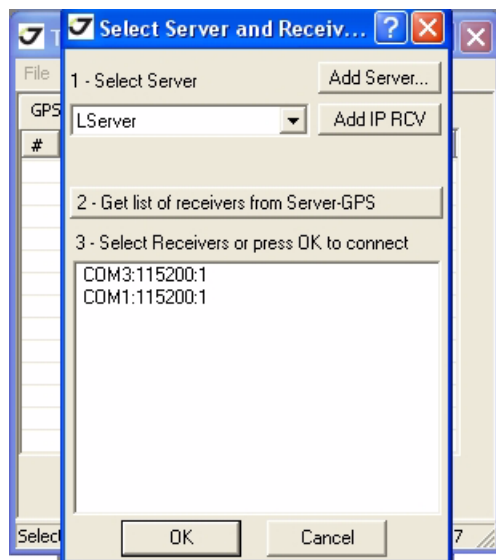 Select Server and Receiv...
File
1 - Select Server
Add Server...
GPS
LServer
Add IP RCV
#
2 - Get list of receivers from Server-GPS
3 - Select Receivers or press OK to connect
COM3:115200:1
COM1:115200:1
OK
Cancel
7